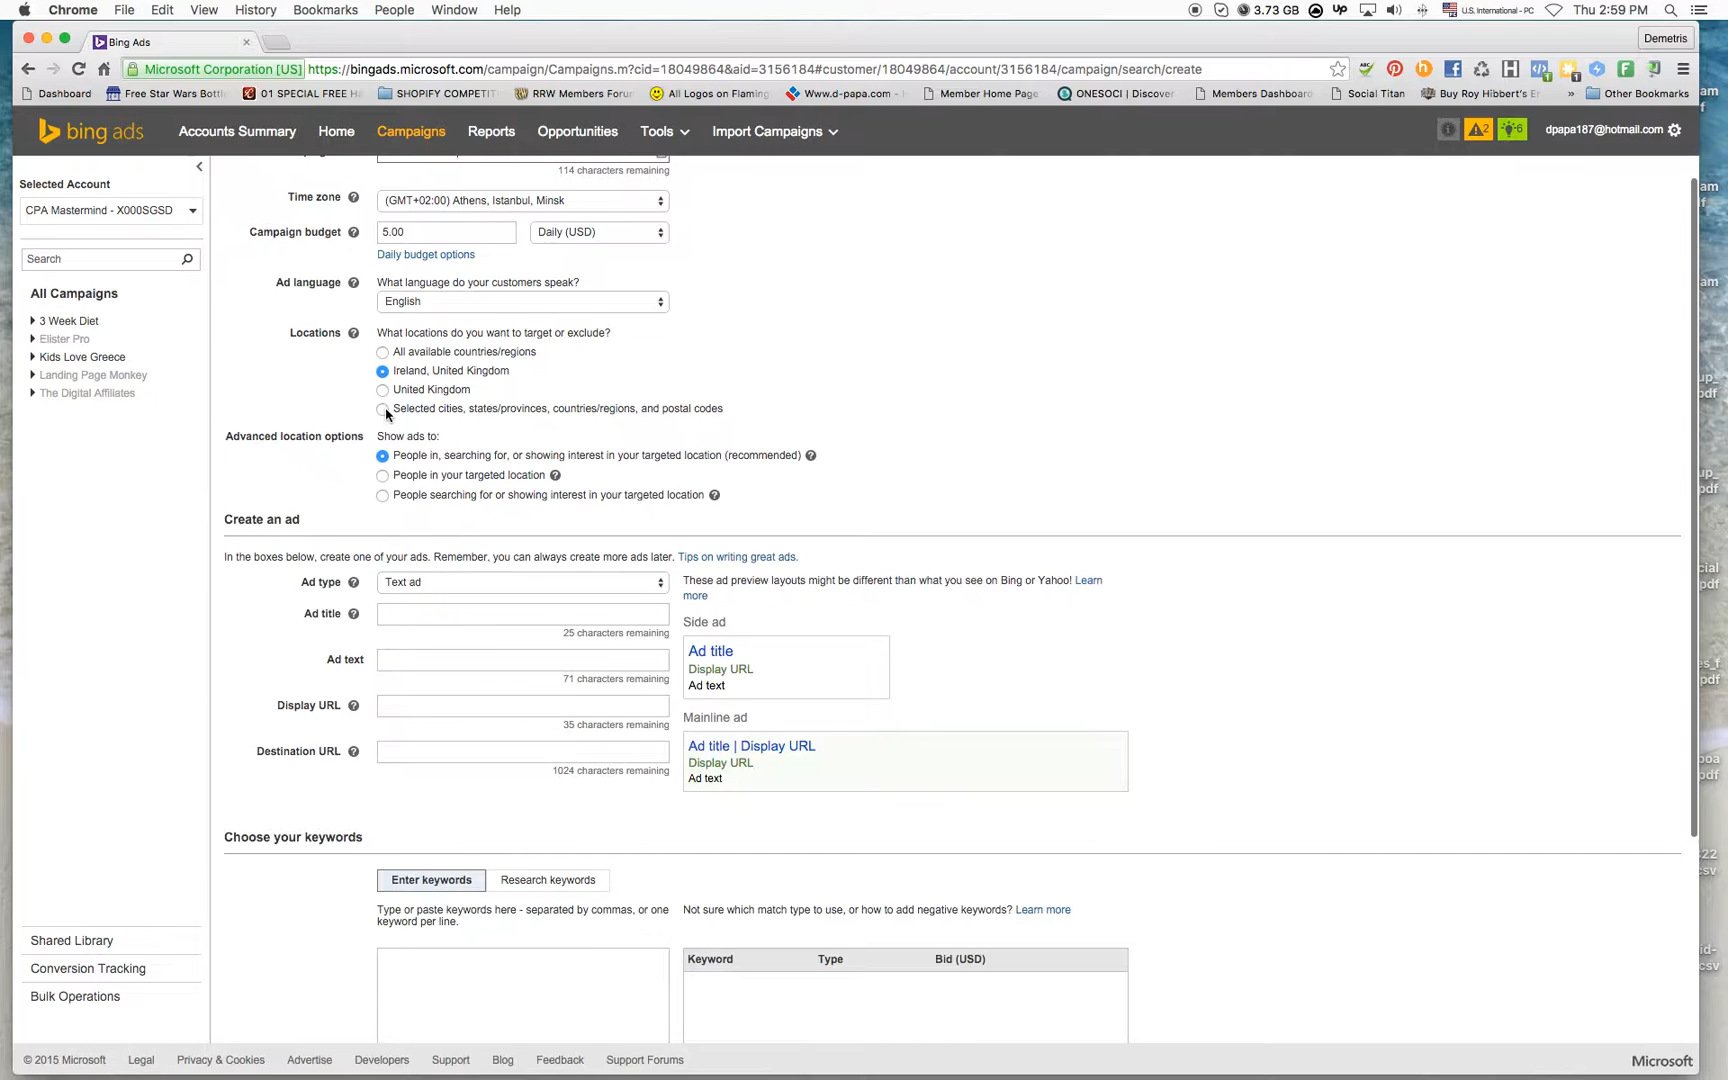 Chrome File Edit View History Bookmarks People Window Help 3.73 GB Up U.S. International - PC Thu 2:59 PM
Bing Ads Demetris
Microsoft Corporation [US] https://bingads.microsoft.com/campaign/Campaigns.m?cid=18049864&aid=3156184#customer/18049864/account/3156184/campaign/search/create
Dashboard Free Star Wars Bottl 01 SPECIAL FREE Ha SHOPIFY COMPETIT RRW Members Forum All Logos on Flaming Www.d-papa.com - Member Home Page ONESOCI | Discover Members Dashboard Social Titan Buy Roy Hibbert's Er » Other Bookmarks
bing ads Accounts Summary Home Campaigns Reports Opportunities Tools Import Campaigns 2 6 dpapa187@hotmail.com
Selected Account
CPA Mastermind - X000SGSD
Search
All Campaigns
3 Week Diet
Elister Pro
Kids Love Greece
Landing Page Monkey
The Digital Affiliates
Shared Library
Conversion Tracking
Bulk Operations
114 characters remaining
Time zone (GMT+02:00) Athens, Istanbul, Minsk
Campaign budget 5.00 Daily (USD)
Daily budget options
Ad language What language do your customers speak?
English
Locations What locations do you want to target or exclude?
All available countries/regions
Ireland, United Kingdom
United Kingdom
Selected cities, states/provinces, countries/regions, and postal codes
Advanced location options Show ads to:
People in, searching for, or showing interest in your targeted location (recommended)
People in your targeted location
People searching for or showing interest in your targeted location
Create an ad
In the boxes below, create one of your ads. Remember, you can always create more ads later. Tips on writing great ads.
Ad type Text ad
These ad preview layouts might be different than what you see on Bing or Yahoo! Learn
more
Ad title
25 characters remaining
Ad text
71 characters remaining
Display URL
35 characters remaining
Destination URL
1024 characters remaining
Side ad
Ad title
Display URL
Ad text
Mainline ad
Ad title | Display URL
Display URL
Ad text
Choose your keywords
Enter keywords Research keywords
Type or paste keywords here - separated by commas, or one
keyword per line.
Not sure which match type to use, or how to add negative keywords? Learn more
Keyword Type Bid (USD)
© 2015 Microsoft Legal Privacy & Cookies Advertise Developers Support Blog Feedback Support Forums Microsoft